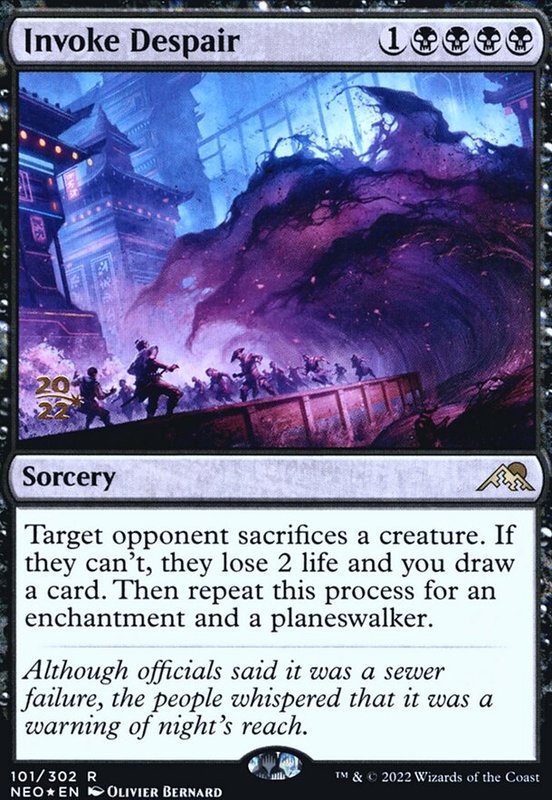 Invoke Despair
1
20
22
Sorcery
Target opponent sacrifices a creature. If
they can't, they lose 2 life and you draw
a card. Then repeat this process for an
enchantment and a planeswalker.
Although officials said it was a sewer
failure, the people whispered that it was a
warning of night's reach.
101/302 R
™ & © 2022 Wizards of the Coast
NEO★EN Olivier Bernard